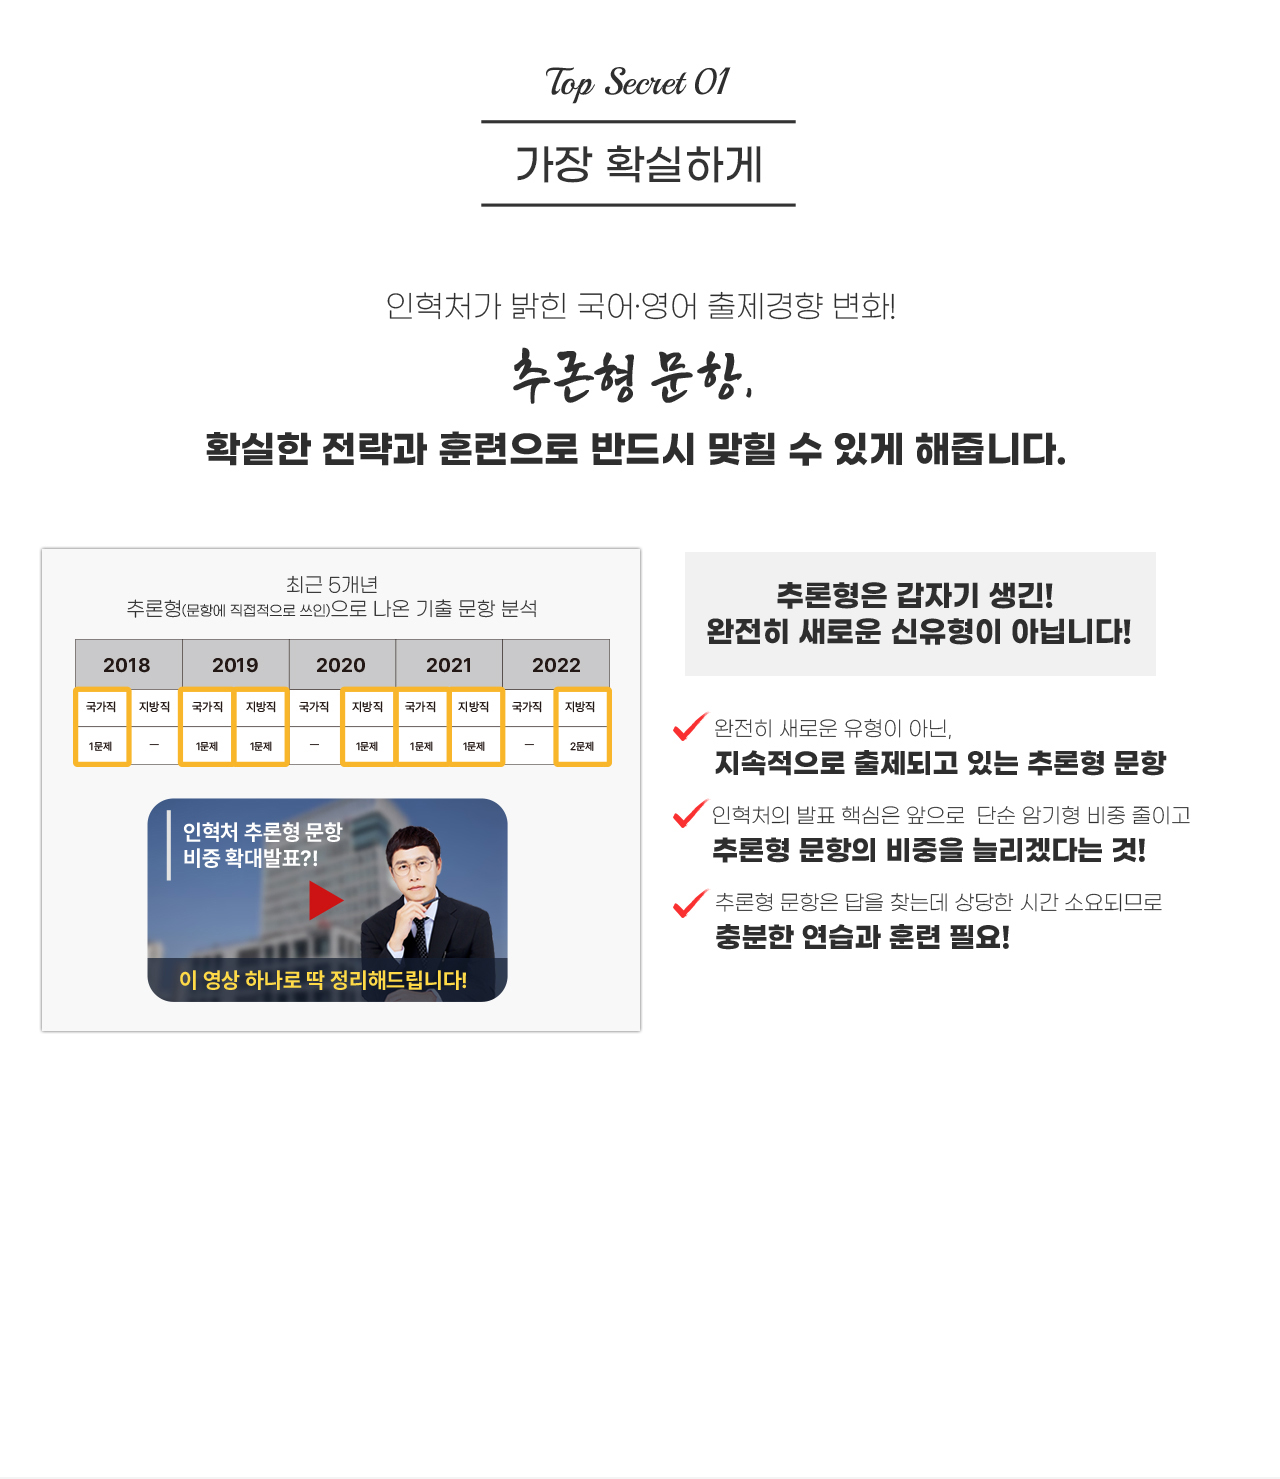 Top Secret 01
가장 확실하게
인혁처가 밝힌 국어·영어 출제경향 변화!
추론형 문항,
확실한 전략과 훈련으로 반드시 맞힐 수 있게 해줍니다.
최근 5개년
추론형(문항에 직접적으로 쓰인)으로 나온 기출 문항 분석
2018 2019 2020 2021 2022
국가직 지방직 국가직 지방직 국가직 지방직 국가직 지방직 국가직 지방직
1문제 — 1문제 1문제 — 1문제 1문제 1문제 — 2문제
인혁처 추론형 문항
비중 확대발표?!
이 영상 하나로 딱 정리해드립니다!
추론형은 갑자기 생긴!
완전히 새로운 신유형이 아닙니다!
완전히 새로운 유형이 아닌,
지속적으로 출제되고 있는 추론형 문항
인혁처의 발표 핵심은 앞으로 단순 암기형 비중 줄이고
추론형 문항의 비중을 늘리겠다는 것!
추론형 문항은 답을 찾는데 상당한 시간 소요되므로
충분한 연습과 훈련 필요!